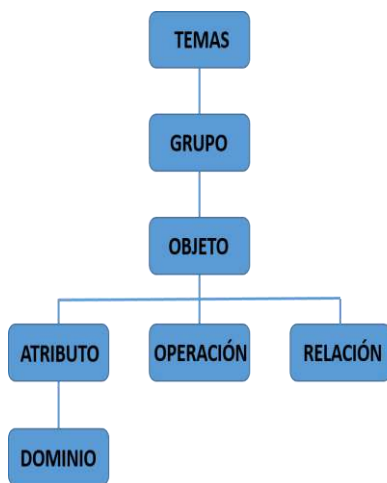 TEMAS
GRUPO
OBJETO
ATRIBUTO
OPERACIÓN
RELACIÓN
DOMINIO